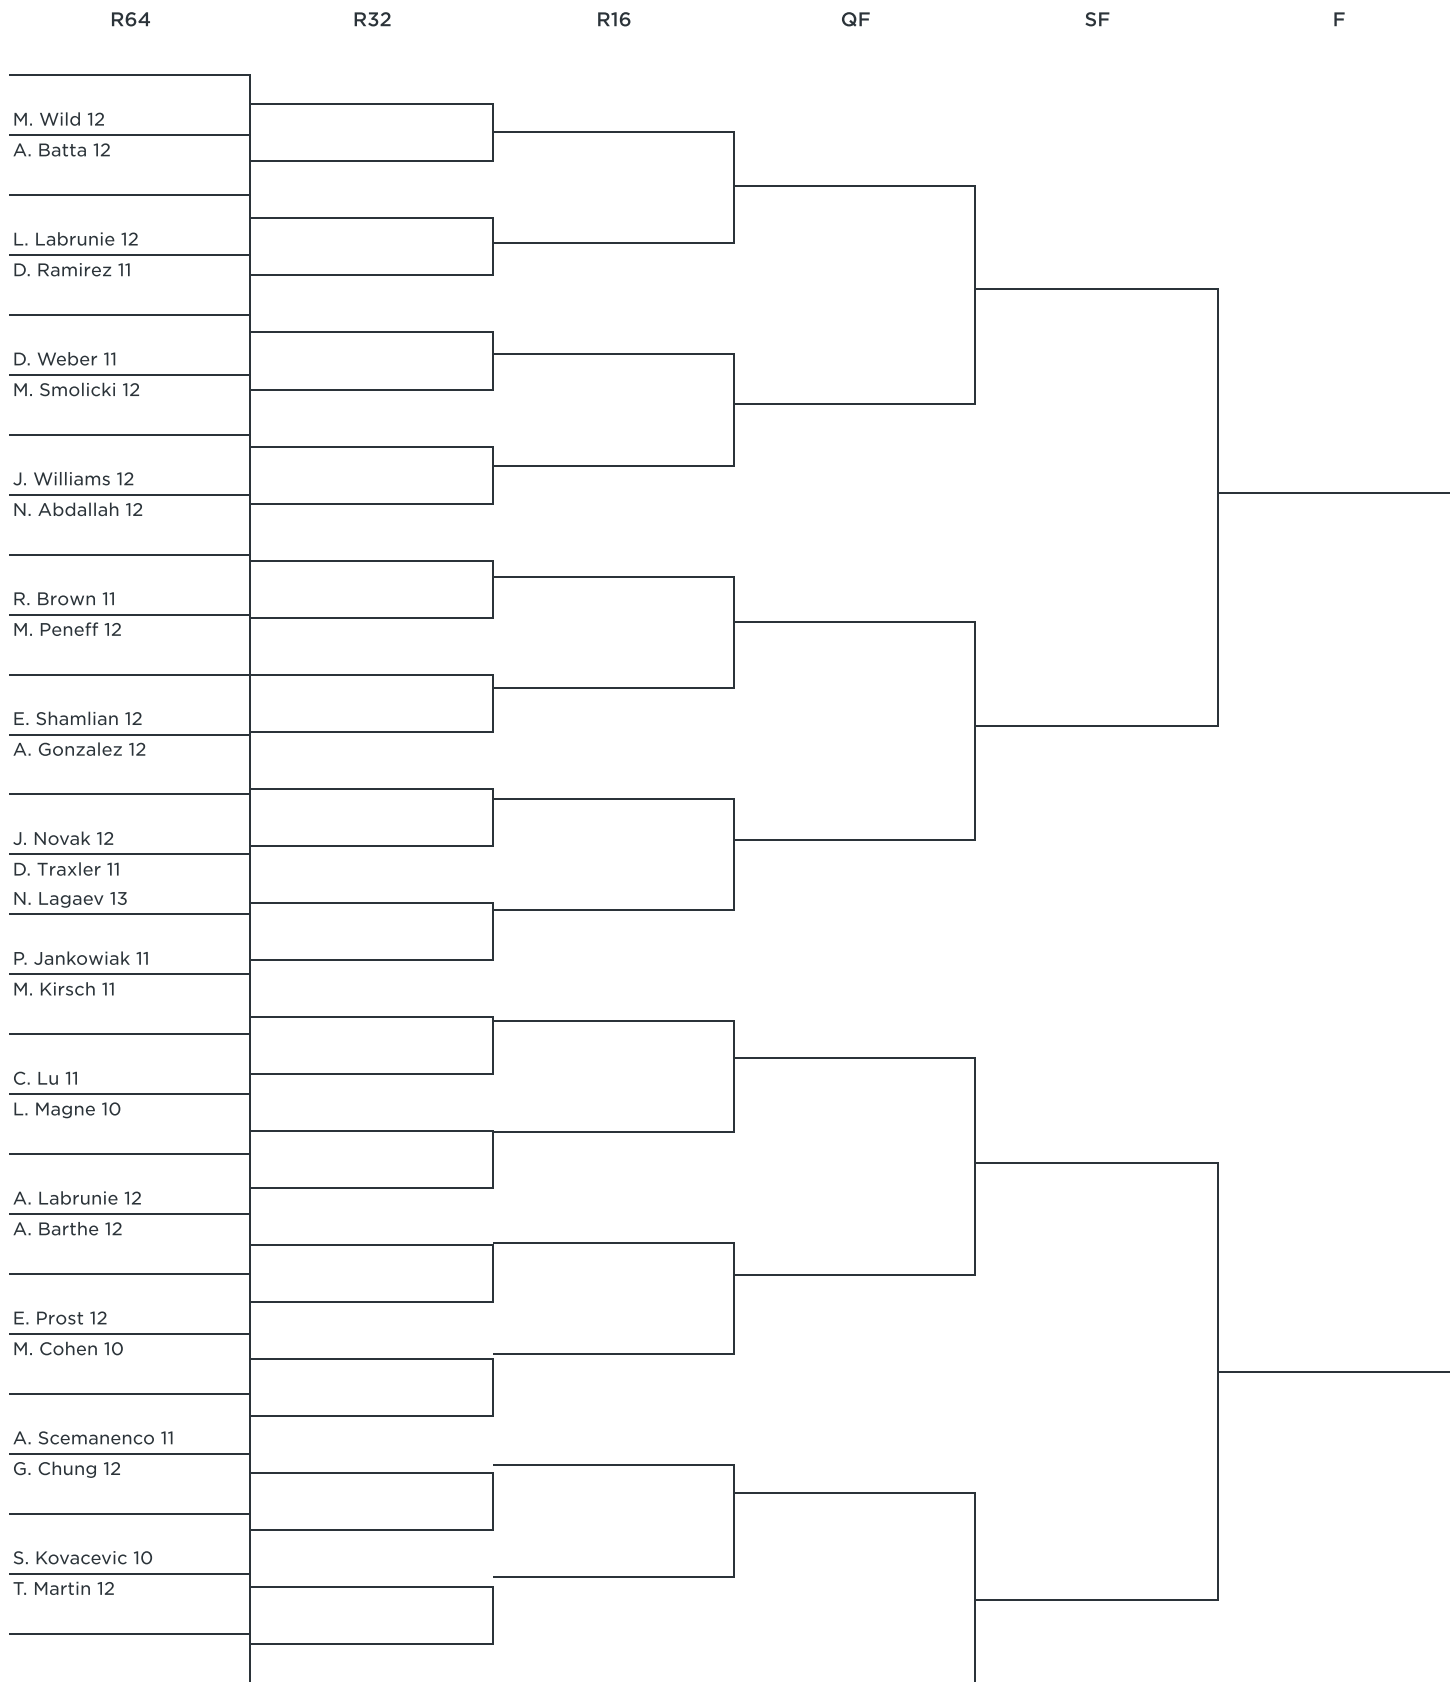 R64 R32 R16 QF SF F
M. Wild 12
A. Batta 12
L. Labrunie 12
D. Ramirez 11
D. Weber 11
M. Smolicki 12
J. Williams 12
N. Abdallah 12
R. Brown 11
M. Peneff 12
E. Shamlian 12
A. Gonzalez 12
J. Novak 12
D. Traxler 11
N. Lagaev 13
P. Jankowiak 11
M. Kirsch 11
C. Lu 11
L. Magne 10
A. Labrunie 12
A. Barthe 12
E. Prost 12
M. Cohen 10
A. Scemanenco 11
G. Chung 12
S. Kovacevic 10
T. Martin 12